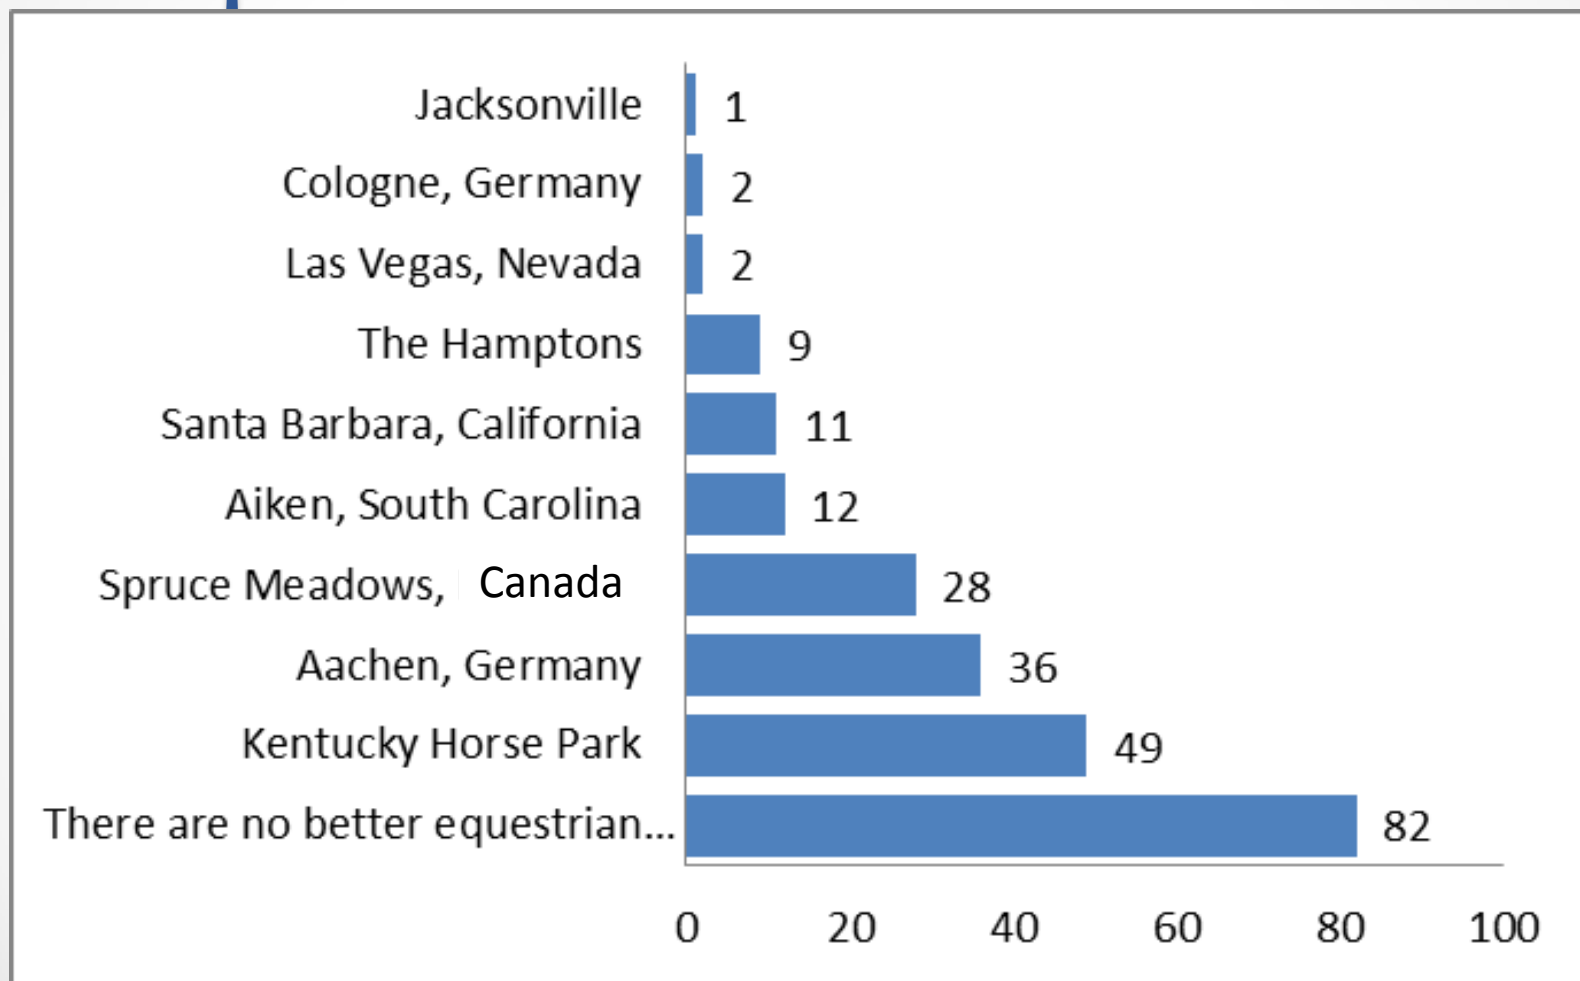 Jacksonville 1
Cologne, Germany 2
Las Vegas, Nevada 2
The Hamptons 9
Santa Barbara, California 11
Aiken, South Carolina 12
Spruce Meadows, Canada 28
Aachen, Germany 36
Kentucky Horse Park 49
There are no better equestrian... 82
0 20 40 60 80 100